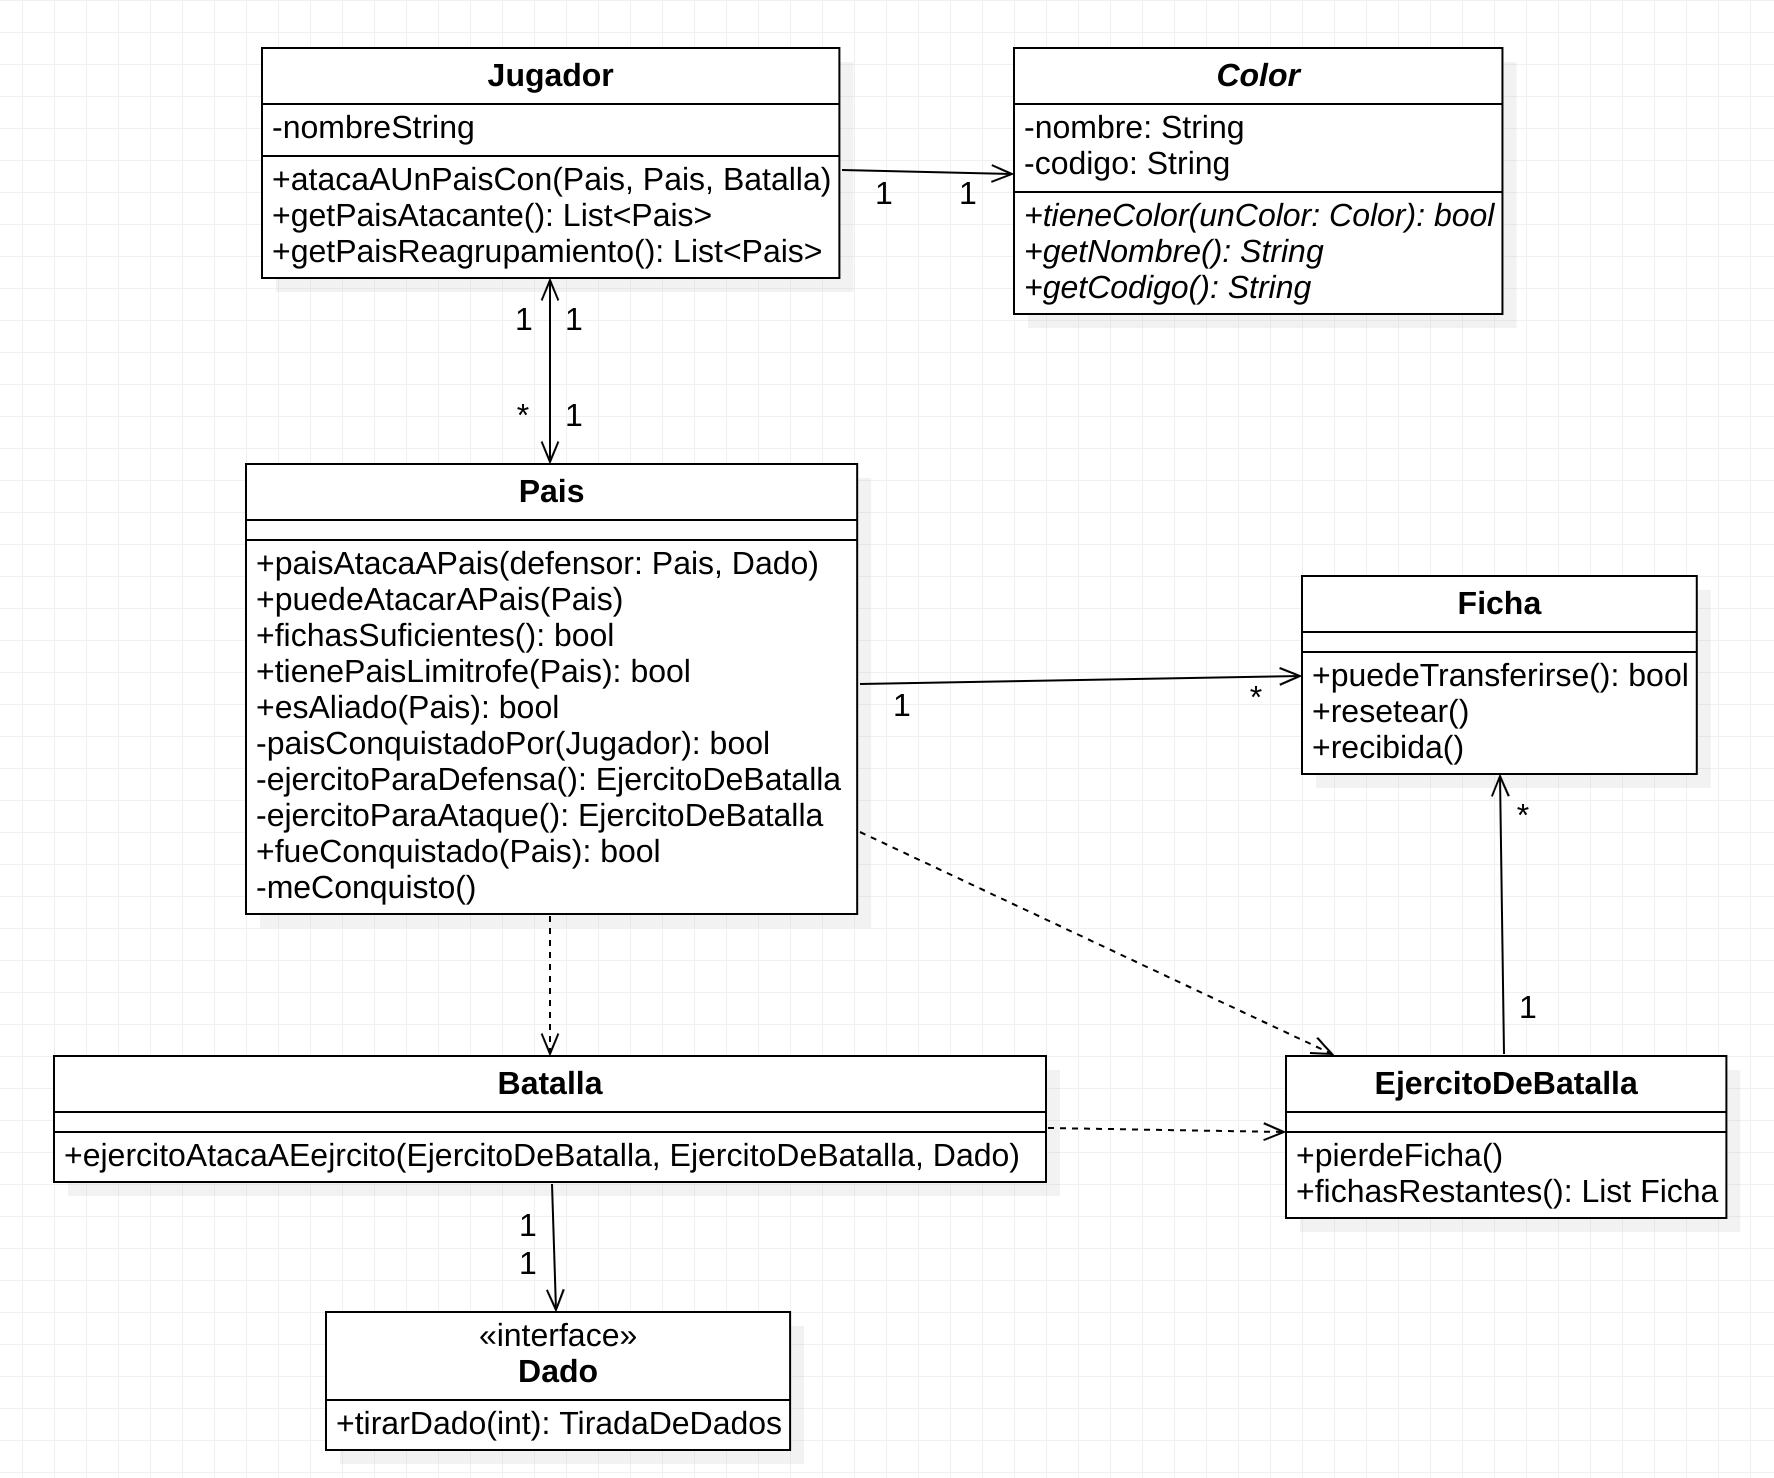 Jugador
-nombreString
+atacaAUnPaisCon(Pais, Pais, Batalla)
+getPaisAtacante(): List<Pais>
+getPaisReagrupamiento(): List<Pais>
Color
-nombre: String
-codigo: String
+tieneColor(unColor: Color): bool
+getNombre(): String
+getCodigo(): String
1 1
1 1
* 1
Pais
+paisAtacaAPais(defensor: Pais, Dado)
+puedeAtacarAPais(Pais)
+fichasSuficientes(): bool
+tienePaisLimitrofe(Pais): bool
+esAliado(Pais): bool
-paisConquistadoPor(Jugador): bool
-ejercitoParaDefensa(): EjercitoDeBatalla
-ejercitoParaAtaque(): EjercitoDeBatalla
+fueConquistado(Pais): bool
-meConquisto()
1 *
Ficha
+puedeTransferirse(): bool
+resetear()
+recibida()
*
1
Batalla
+ejercitoAtacaAEejrcito(EjercitoDeBatalla, EjercitoDeBatalla, Dado)
EjercitoDeBatalla
+pierdeFicha()
+fichasRestantes(): List Ficha
1
1
«interface»
Dado
+tirarDado(int): TiradaDeDados